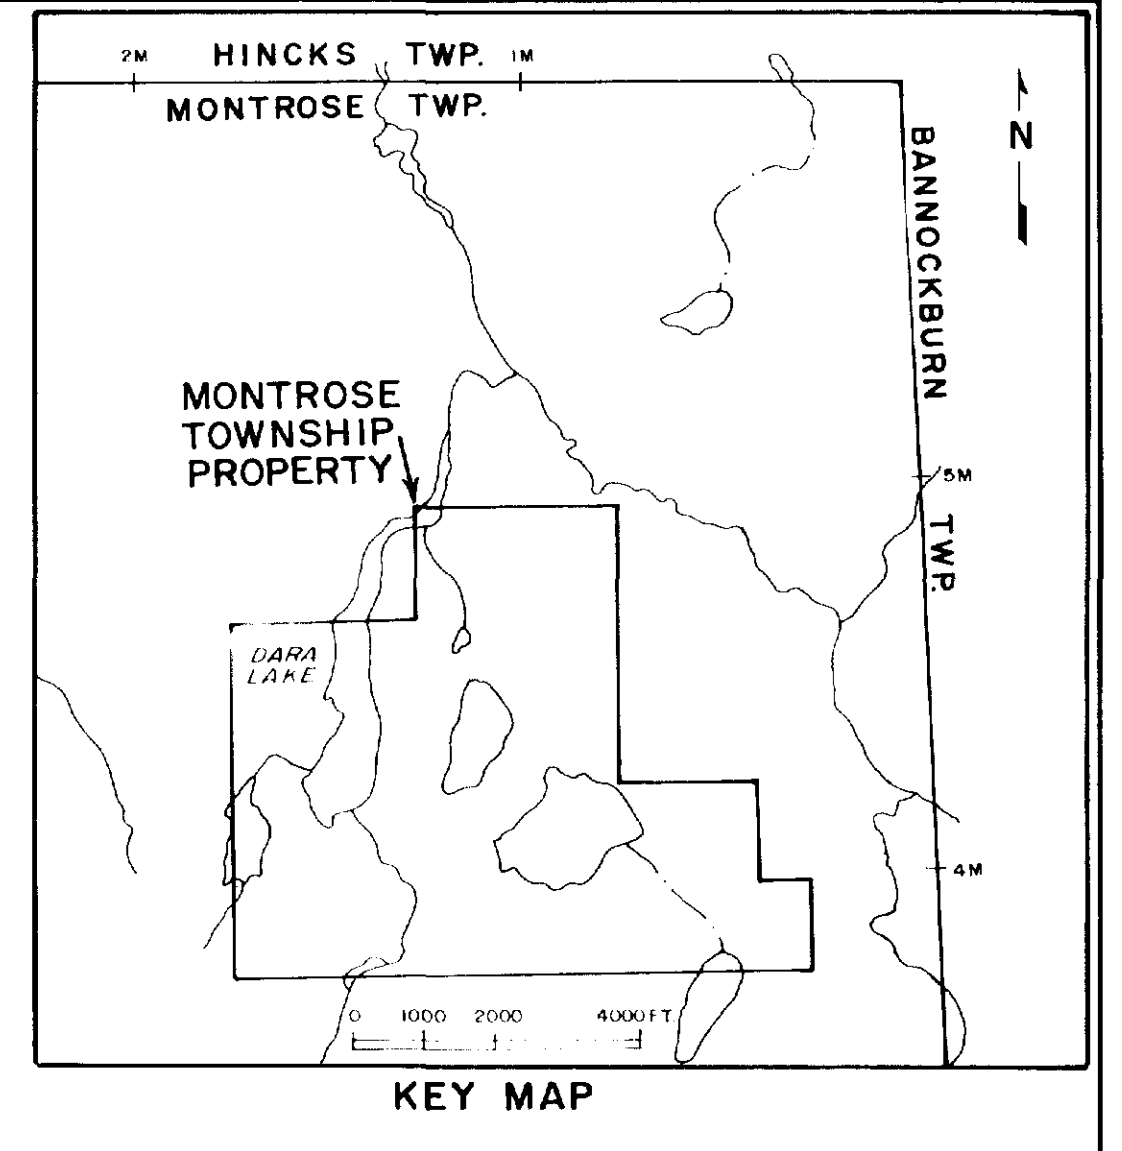 2M HINCKS TWP. 1M
MONTROSE TWP.
N
BANNOCKBURN TWP.
MONTROSE
TOWNSHIP
PROPERTY
5M
DARA
LAKE
4M
0 1000 2000 4000 FT.
KEY MAP